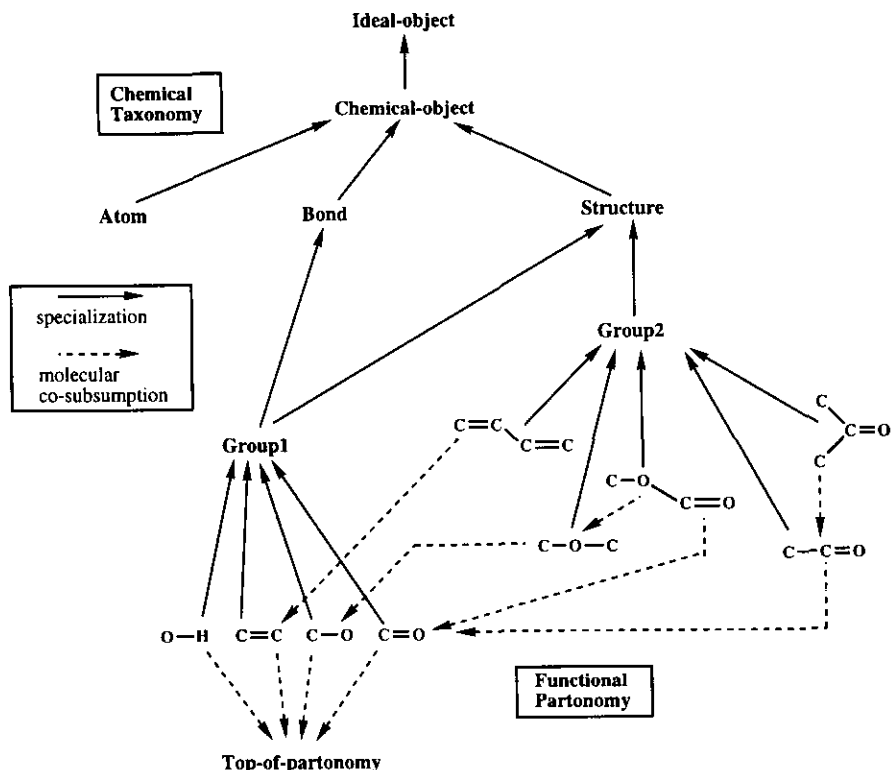 Ideal-object
Chemical
Taxonomy
Chemical-object
Atom
Bond
Structure
specialization
molecular
co-subsumption
Group2
Group1
C=C
C=C
C
C=O
C
C-O
C=O
C-O-C
C-C=O
O-H
C=C
C-O
C=O
Functional
Partonomy
Top-of-partonomy